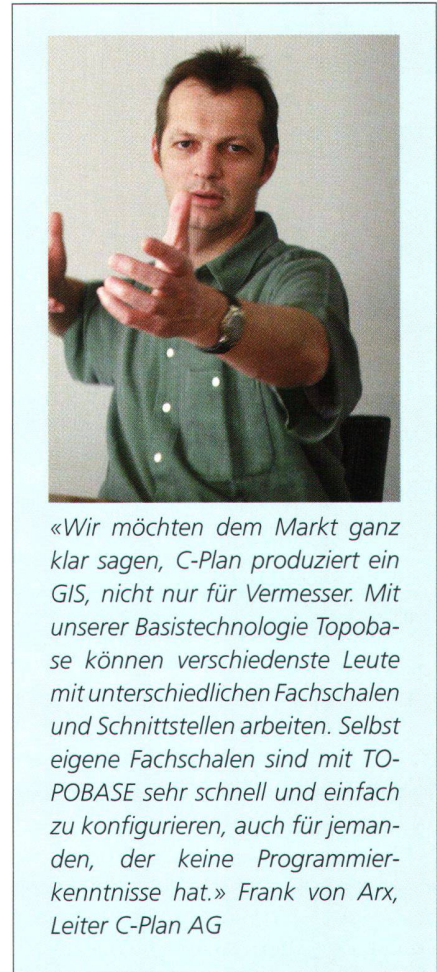 «Wir möchten dem Markt ganz
klar sagen, C-Plan produziert ein
GIS, nicht nur für Vermesser. Mit
unserer Basistechnologie Topoba-
se können verschiedenste Leute
mit unterschiedlichen Fachschalen
und Schnittstellen arbeiten. Selbst
eigene Fachschalen sind mit TO-
POBASE sehr schnell und einfach
zu konfigurieren, auch für jeman-
den, der keine Programmier-
kenntnisse hat.» Frank von Arx,
Leiter C-Plan AG